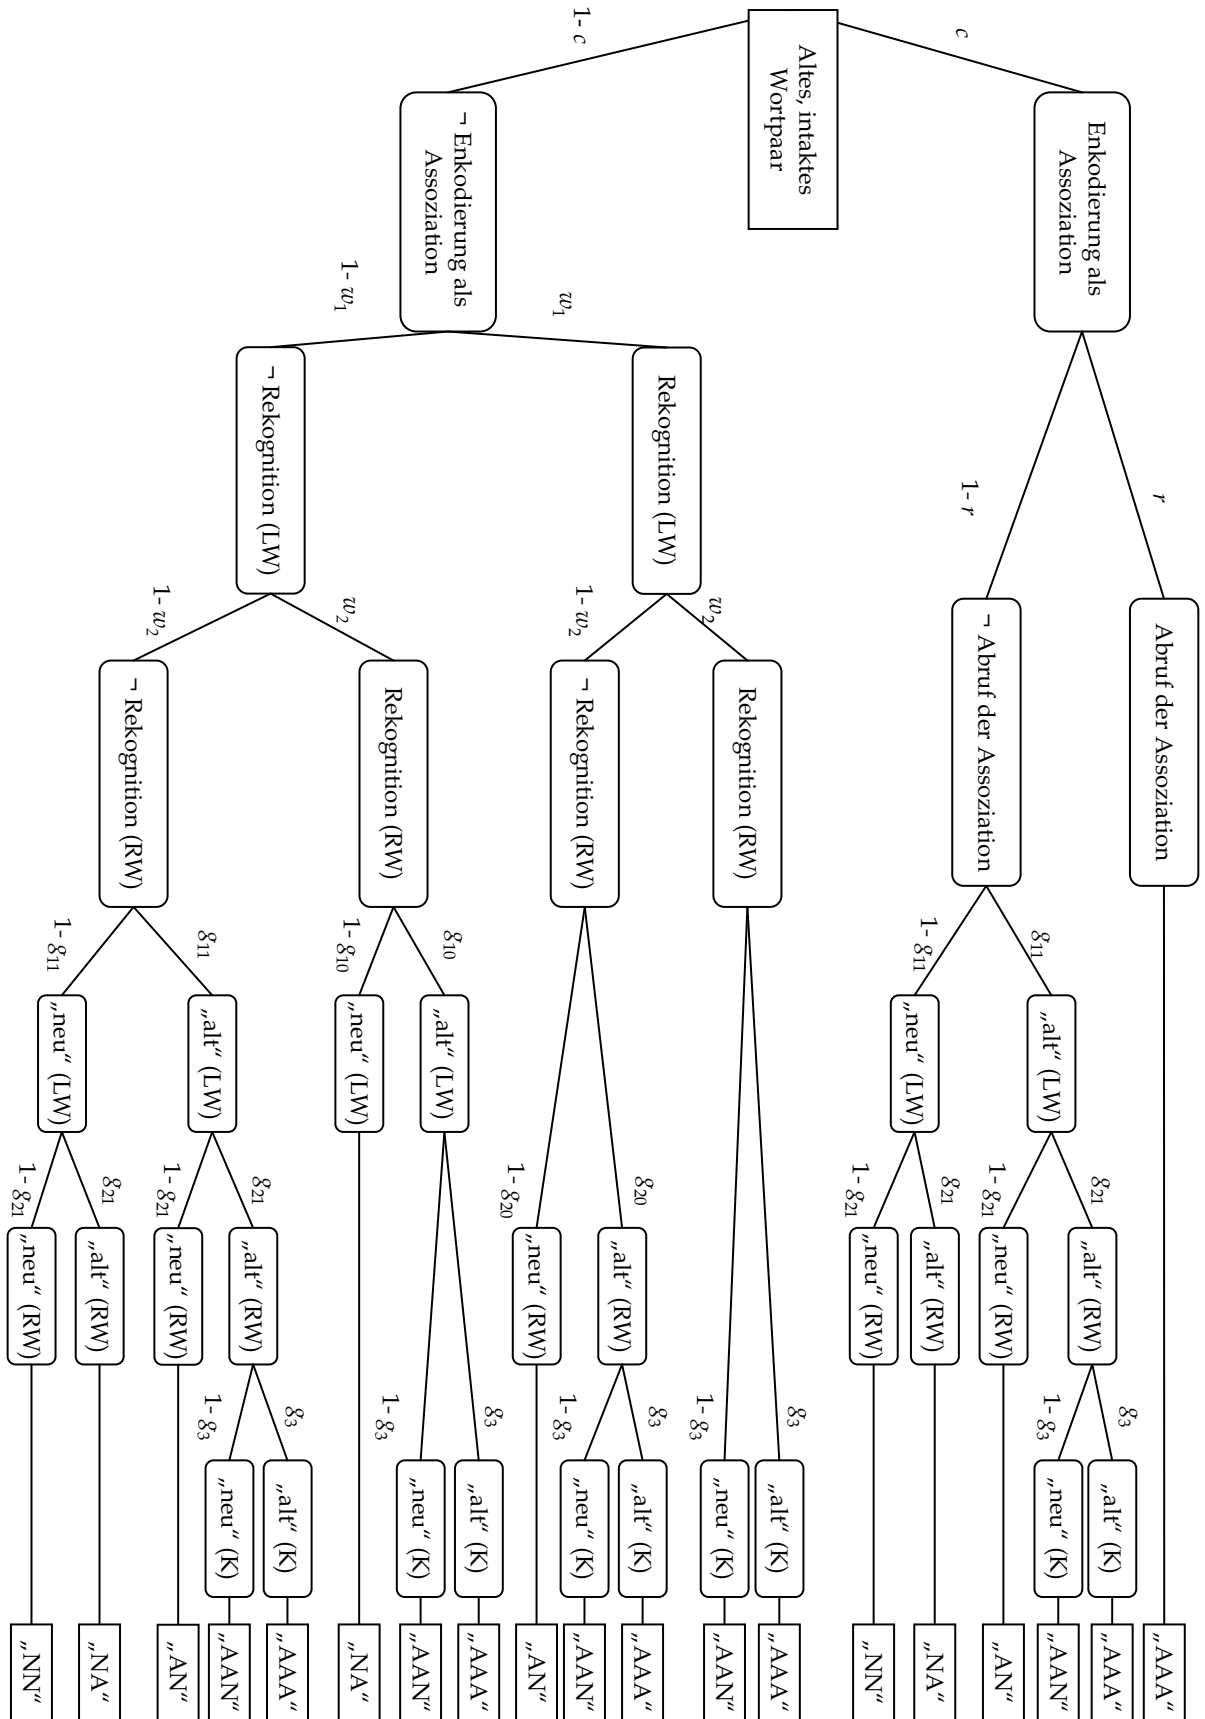 Altes, intaktes
Wortpaar
c
1- c
Enkodierung als
Assoziation
r
1- r
Abruf der Assoziation
„AAA“
¬ Abruf der Assoziation
g11
1- g11
„alt“ (LW)
g21
1- g21
„alt“ (RW)
g3
1- g3
„alt“ (K)
„AAA“
„neu“ (K)
„AAN“
„neu“ (RW)
„AN“
„neu“ (LW)
g21
1- g21
„alt“ (RW)
„NA“
„neu“ (RW)
„NN“
¬ Enkodierung als
Assoziation
w1
1- w1
Rekognition (LW)
w2
1- w2
Rekognition (RW)
g3
1- g3
„alt“ (K)
„AAA“
„neu“ (K)
„AAN“
¬ Rekognition (RW)
g20
1- g20
„alt“ (RW)
g3
1- g3
„alt“ (K)
„AAA“
„neu“ (K)
„AAN“
„neu“ (RW)
„AN“
¬ Rekognition (LW)
w2
1- w2
Rekognition (RW)
g10
1- g10
„alt“ (LW)
g3
1- g3
„alt“ (K)
„AAA“
„neu“ (K)
„AAN“
„neu“ (LW)
„NA“
¬ Rekognition (RW)
g11
1- g11
„alt“ (LW)
g21
1- g21
„alt“ (RW)
g3
1- g3
„alt“ (K)
„AAA“
„neu“ (K)
„AAN“
„neu“ (RW)
„AN“
„neu“ (LW)
g21
1- g21
„alt“ (RW)
„NA“
„neu“ (RW)
„NN“